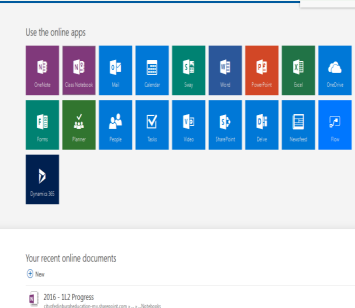 Use the online apps
OneNote Class Notebook Mail Calendar Sway Word PowerPoint Excel OneDrive
Forms Planner People Tasks Video SharePoint Delve Newsfeed Flow
Dynamics 365
Your recent online documents
New
2016 - 1L2 Progress